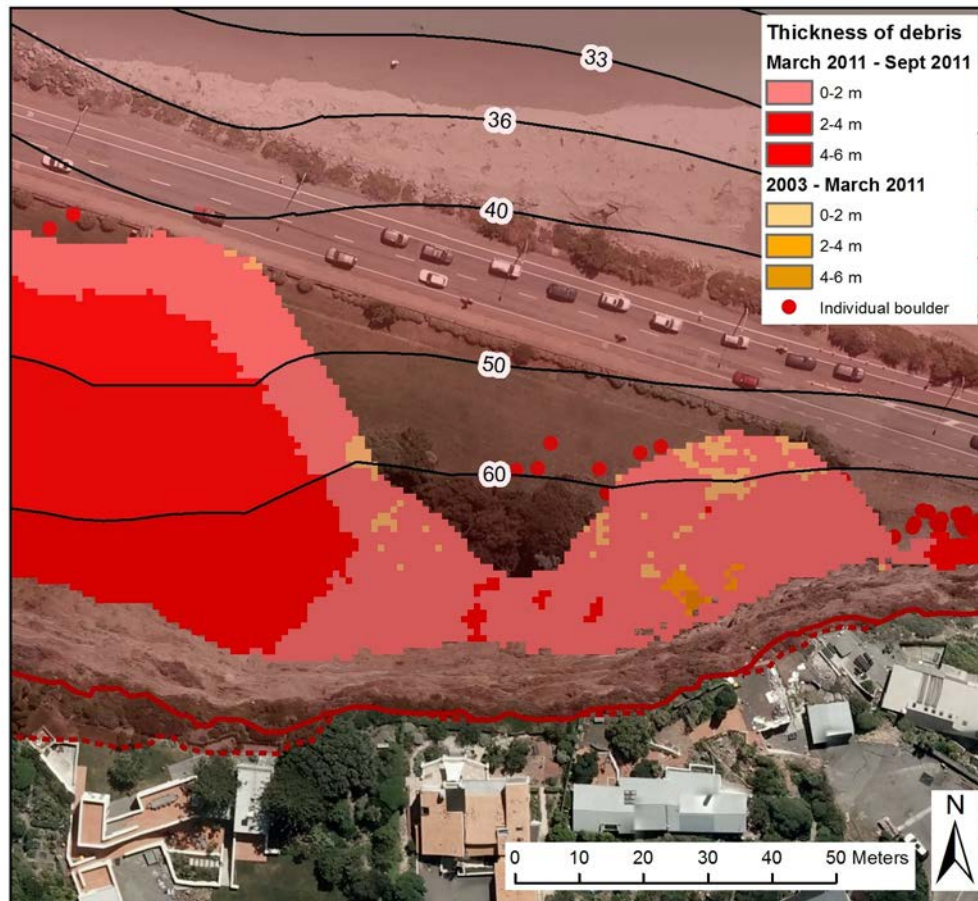 33
36
40
50
60
Thickness of debris
March 2011 - Sept 2011
0-2 m
2-4 m
4-6 m
2003 - March 2011
0-2 m
2-4 m
4-6 m
Individual boulder
N
0 10 20 30 40 50 Meters